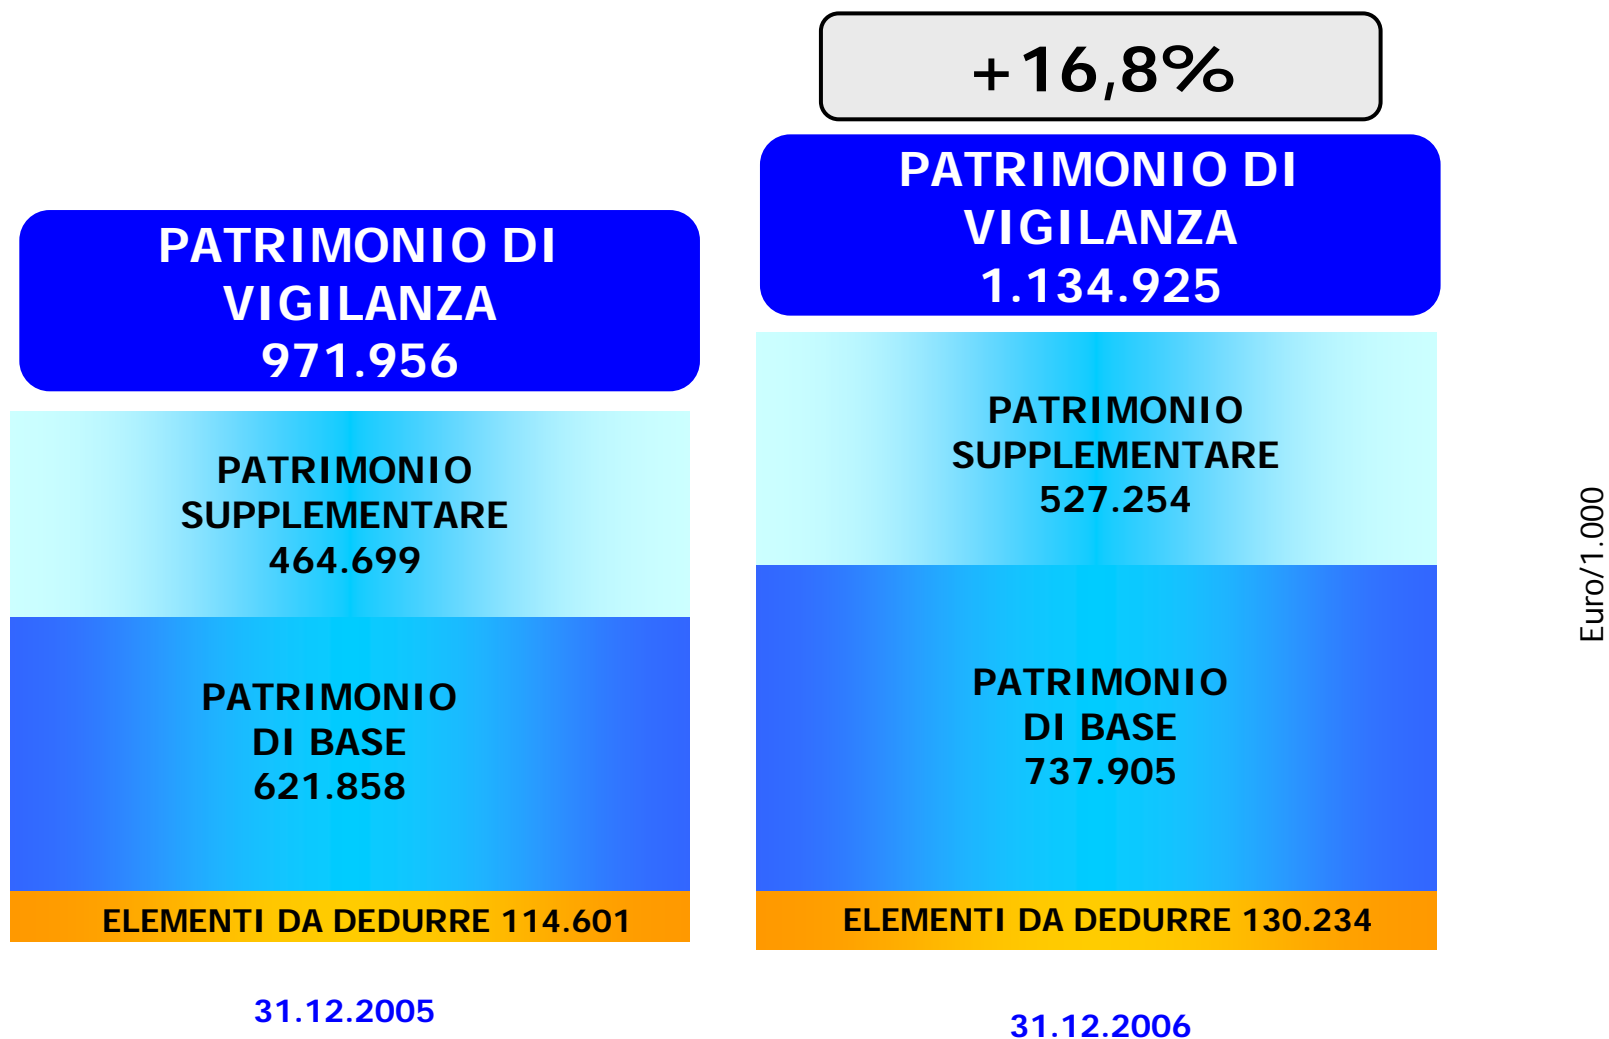 +16,8%
PATRIMONIO DI
VIGILANZA
971.956
PATRIMONIO
SUPPLEMENTARE
464.699
PATRIMONIO
DI BASE
621.858
ELEMENTI DA DEDURRE 114.601
31.12.2005
PATRIMONIO DI
VIGILANZA
1.134.925
PATRIMONIO
SUPPLEMENTARE
527.254
PATRIMONIO
DI BASE
737.905
ELEMENTI DA DEDURRE 130.234
31.12.2006
Euro/1.000